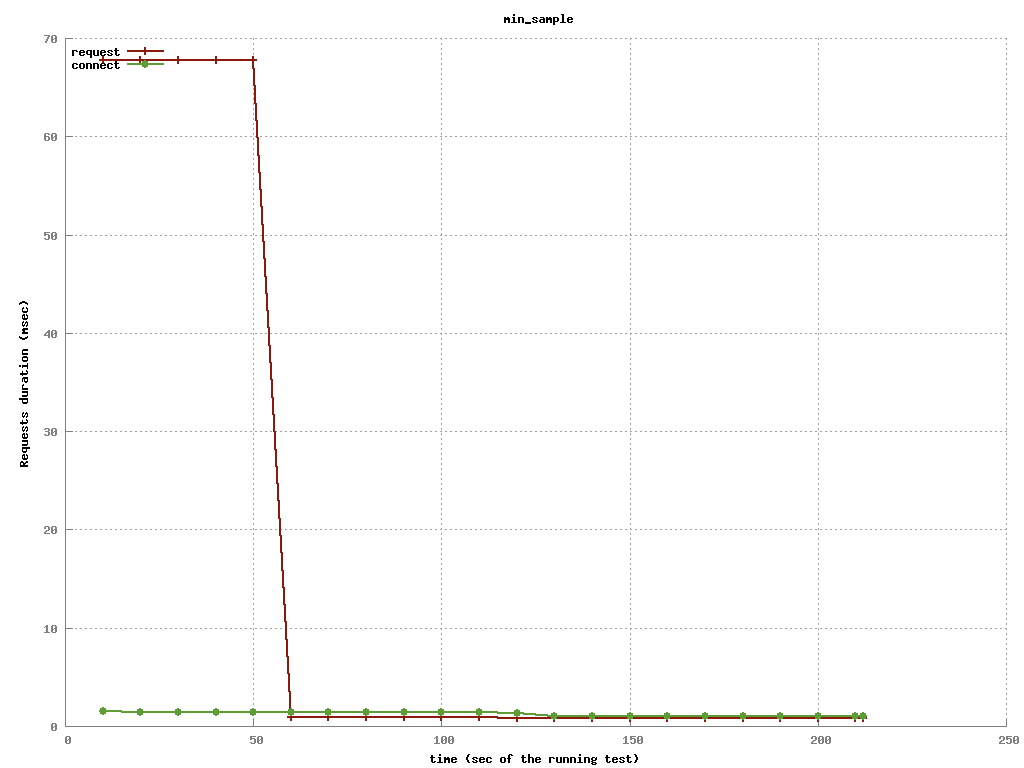 min_sample
70
request
connect
60
50
40
30
20
10
0
Requests duration (msec)
0 50 100 150 200 250
time (sec of the running test)